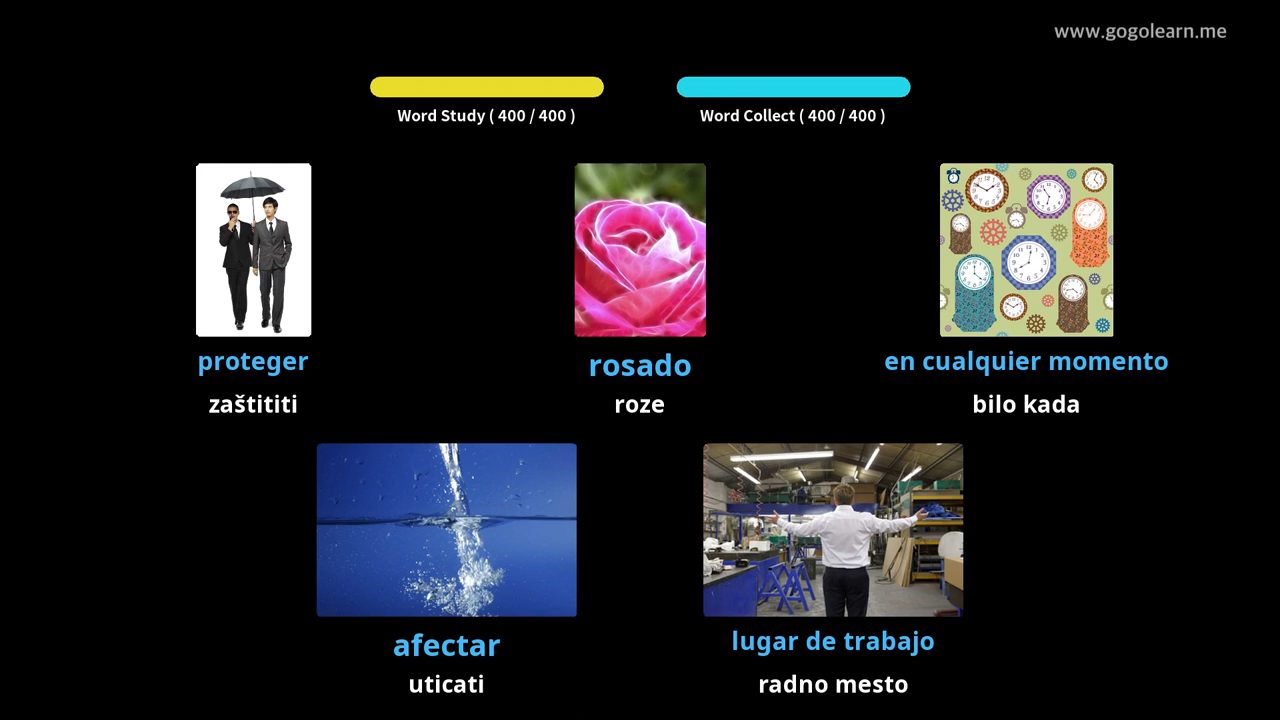 www.gogolearn.me
Word Study ( 400 / 400 )
Word Collect ( 400 / 400 )
proteger
rosado
en cualquier momento
zaštititi
roze
bilo kada
afectar
lugar de trabajo
uticati
radno mesto